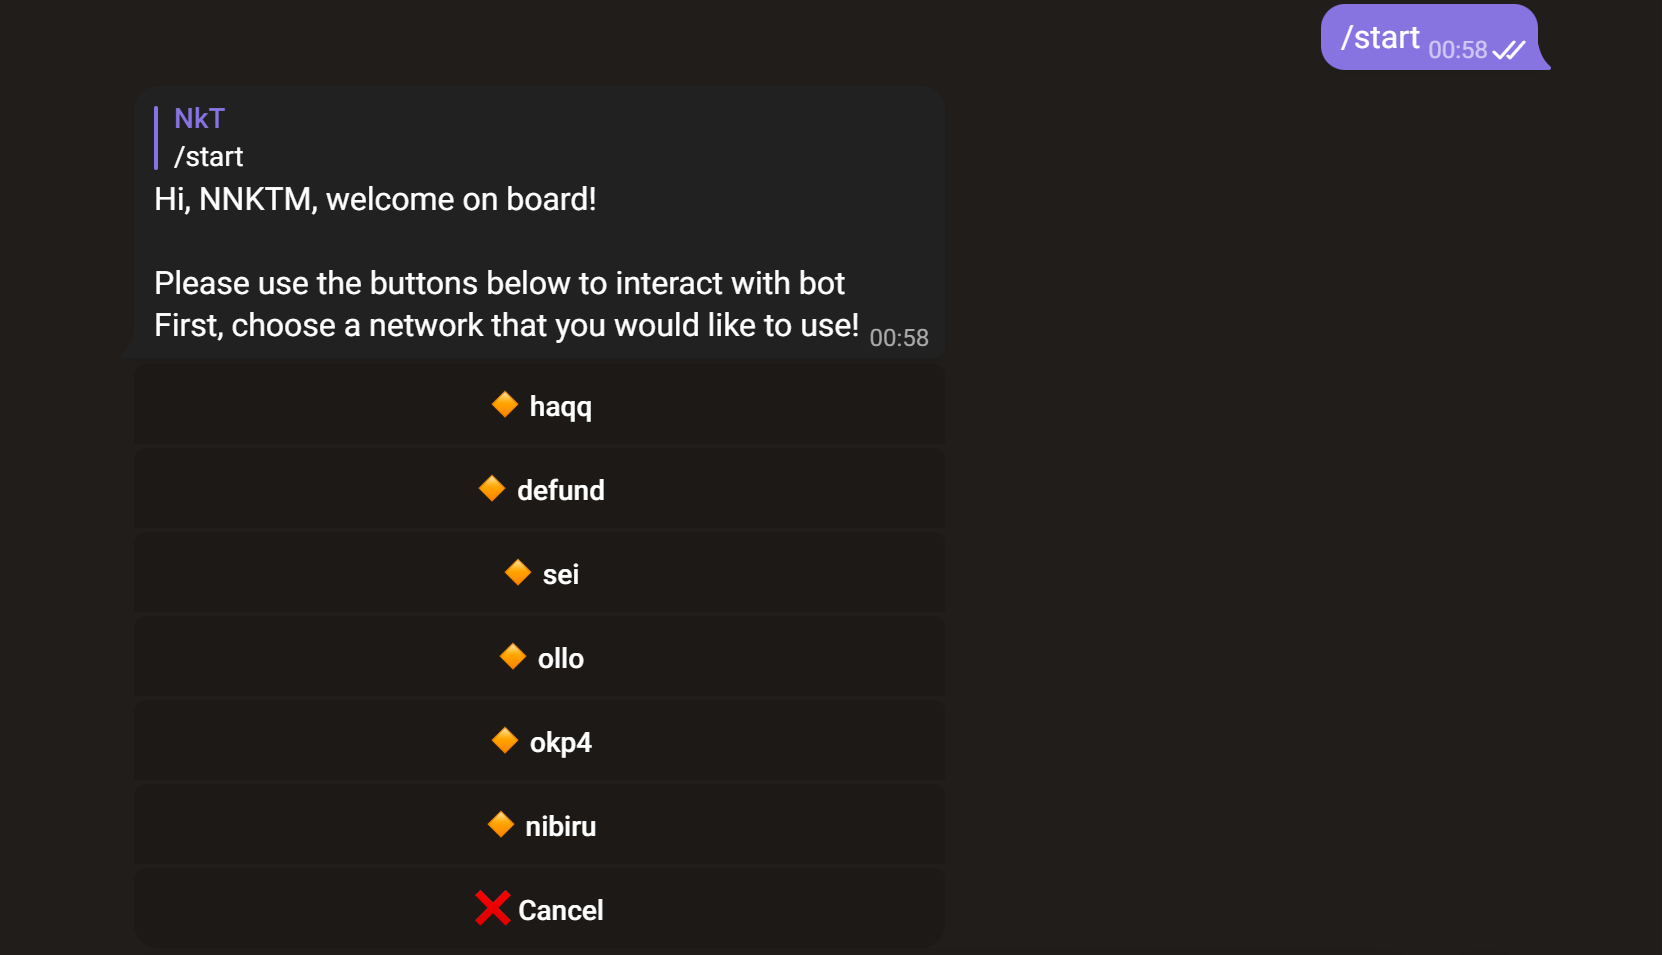 /start 00:58
NkT
/start
Hi, NNKTM, welcome on board!
Please use the buttons below to interact with bot
First, choose a network that you would like to use! 00:58
haqq
defund
sei
ollo
okp4
nibiru
Cancel